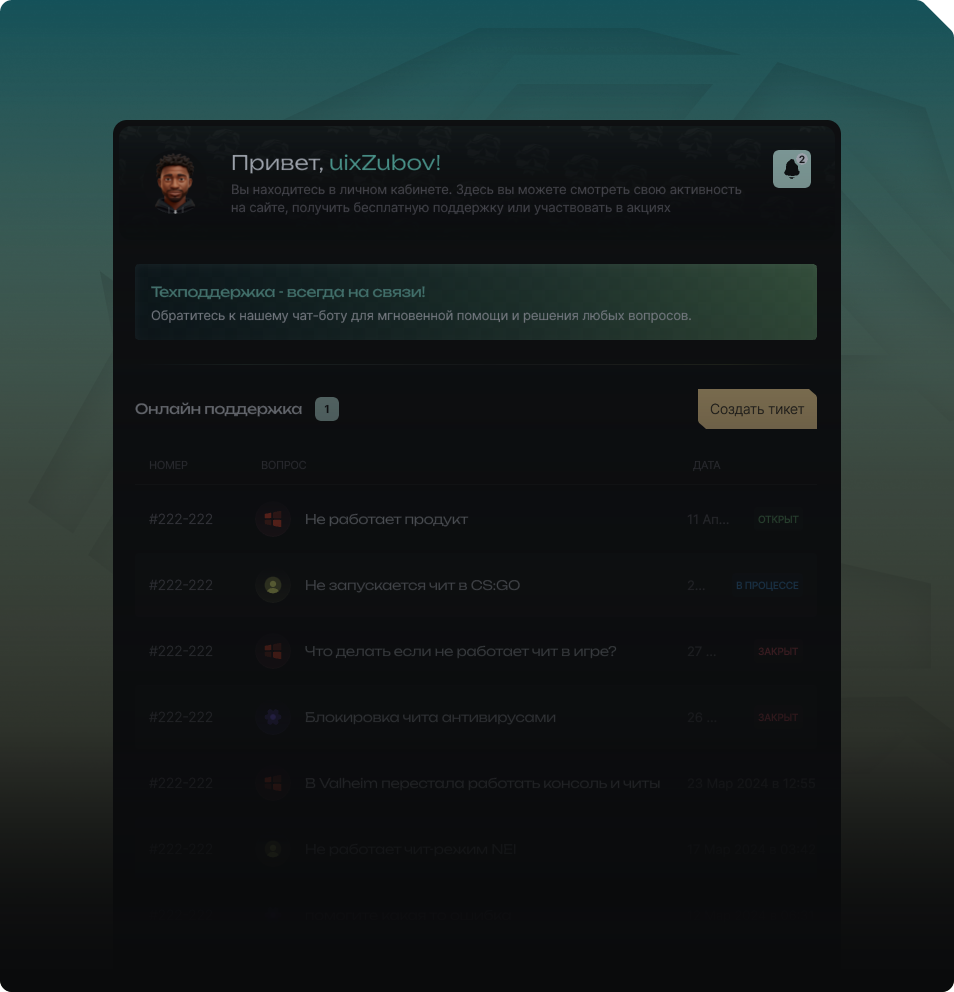 Привет, uixZubov!
2
Вы находитесь в личном кабинете. Здесь вы можете смотреть свою активность
на сайте, получить бесплатную поддержку или участвовать в акциях
Техподдержка - всегда на связи!
Обратитесь к нашему чат-боту для мгновенной помощи и решения любых вопросов.
Онлайн поддержка 1 Создать тикет
НОМЕР ВОПРОС ДАТА
#222-222 Не работает продукт 11 Ап... ОТКРЫТ
#222-222 Не запускается чит в CS:GO 2... В ПРОЦЕССЕ
#222-222 Что делать если не работает чит в игре? 27 ... ЗАКРЫТ
#222-222 Блокировка чита антивирусами 26 ... ЗАКРЫТ
#222-222 В Valheim перестала работать консоль и читы 23 Мар 2024 в 12:55
#222-222 Не работает чит-режим NE!